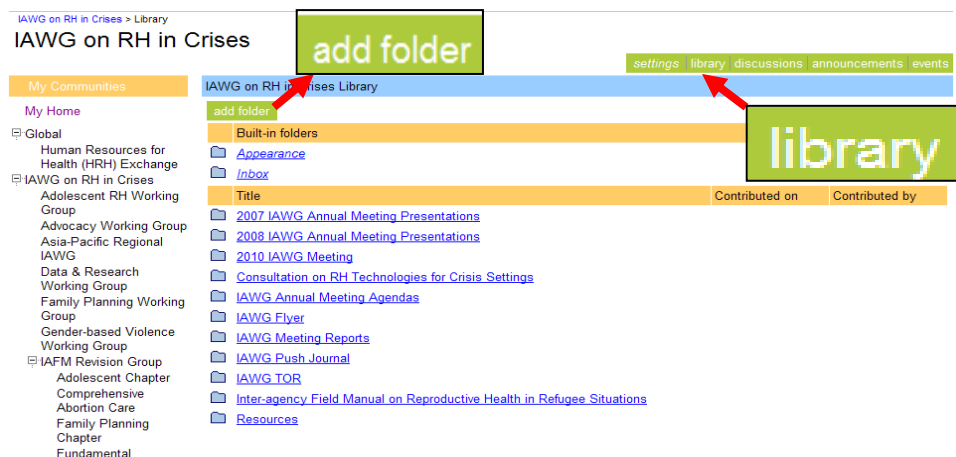 IAWG on RH in Crises > Library
IAWG on RH in Crises
add folder
settings library discussions announcements events
My Communities
IAWG on RH in Crises Library
library
My Home
add folder
Global
Built-in folders
Human Resources for
Health (HRH) Exchange
Appearance
Inbox
IAWG on RH in Crises
Adolescent RH Working
Group
Advocacy Working Group
Asia-Pacific Regional
IAWG
Data & Research
Working Group
Family Planning Working
Group
Gender-based Violence
Working Group
IAFM Revision Group
Adolescent Chapter
Comprehensive
Abortion Care
Family Planning
Chapter
Fundamental
Title Contributed on Contributed by
2007 IAWG Annual Meeting Presentations
2008 IAWG Annual Meeting Presentations
2010 IAWG Meeting
Consultation on RH Technologies for Crisis Settings
IAWG Annual Meeting Agendas
IAWG Flyer
IAWG Meeting Reports
IAWG Push Journal
IAWG TOR
Inter-agency Field Manual on Reproductive Health in Refugee Situations
Resources